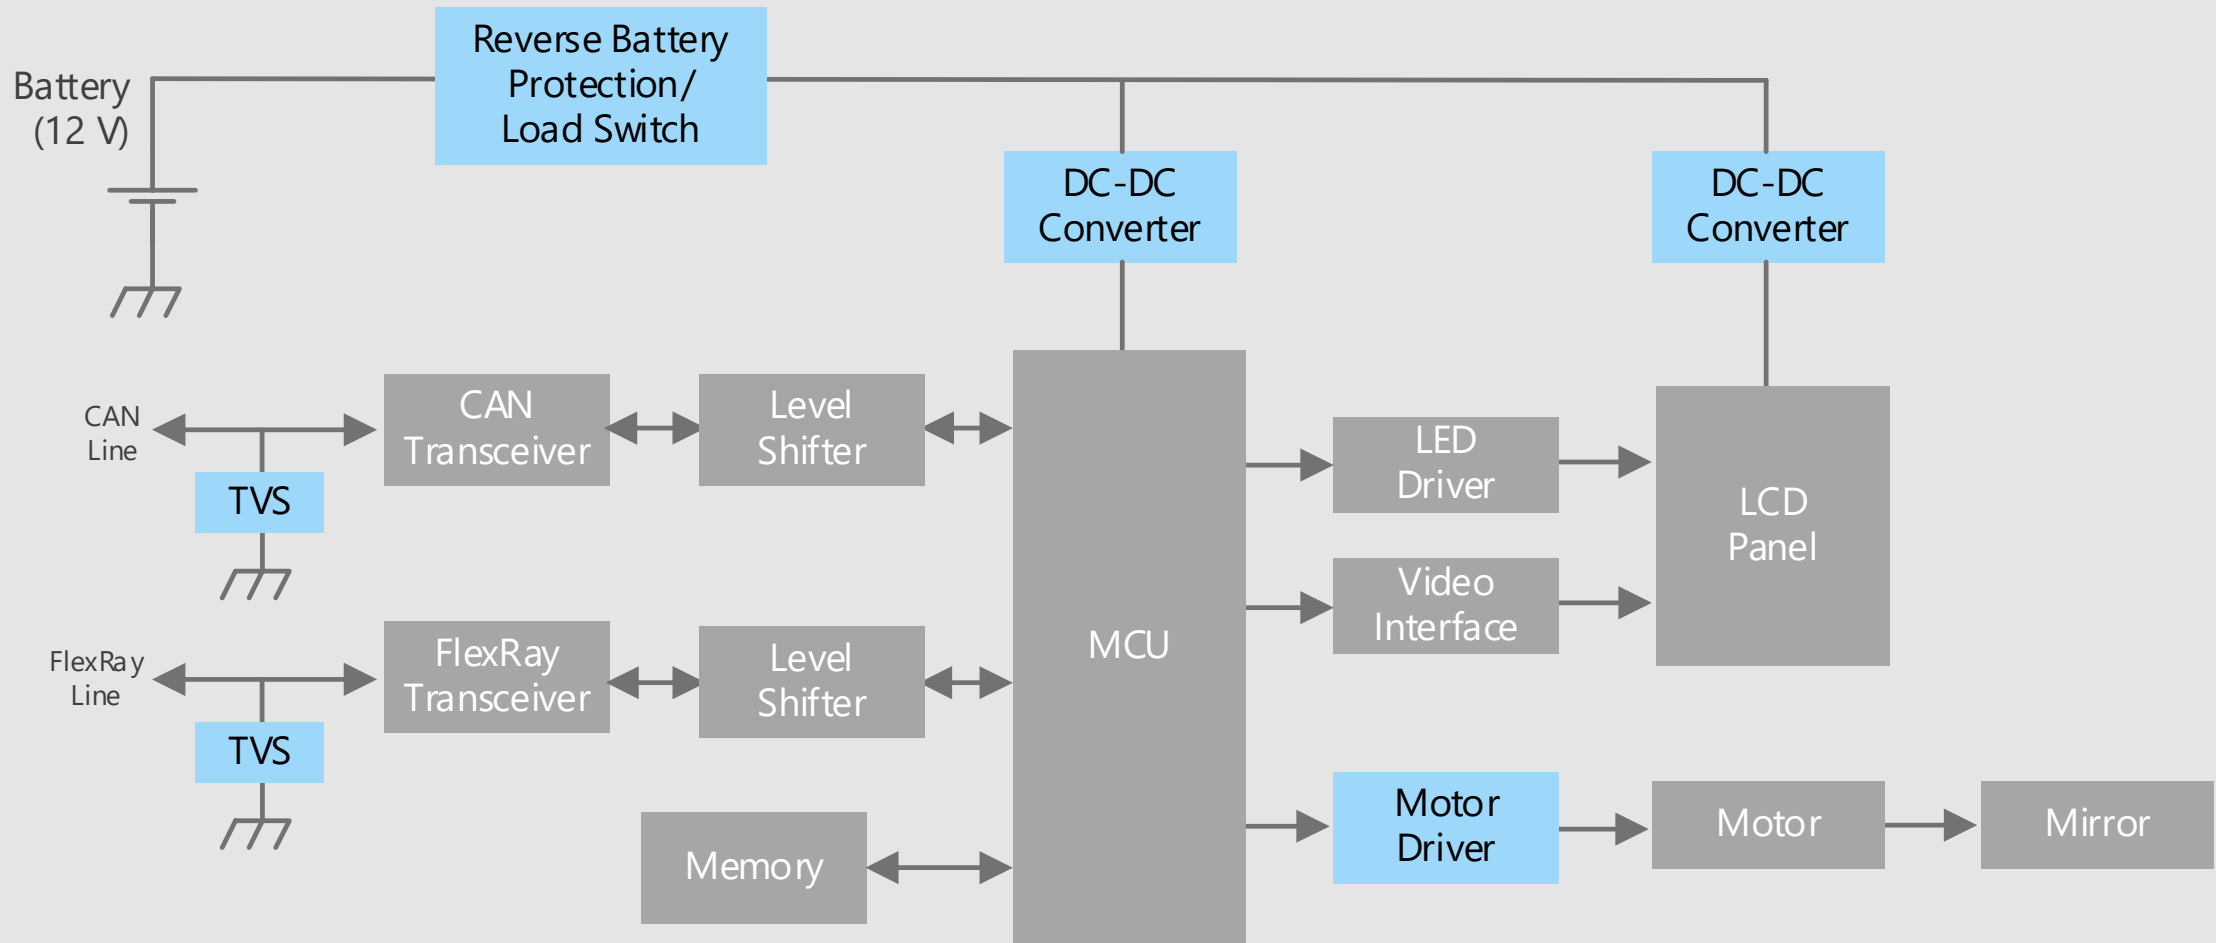 Reverse Battery
Protection/
Load Switch
Battery
(12 V)
DC-DC
Converter
DC-DC
Converter
CAN
Line
CAN
Transceiver
Level
Shifter
TVS
LED
Driver
LCD
Panel
Video
Interface
MCU
FlexRay
Line
FlexRay
Transceiver
Level
Shifter
TVS
Memory
Motor
Driver
Motor
Mirror